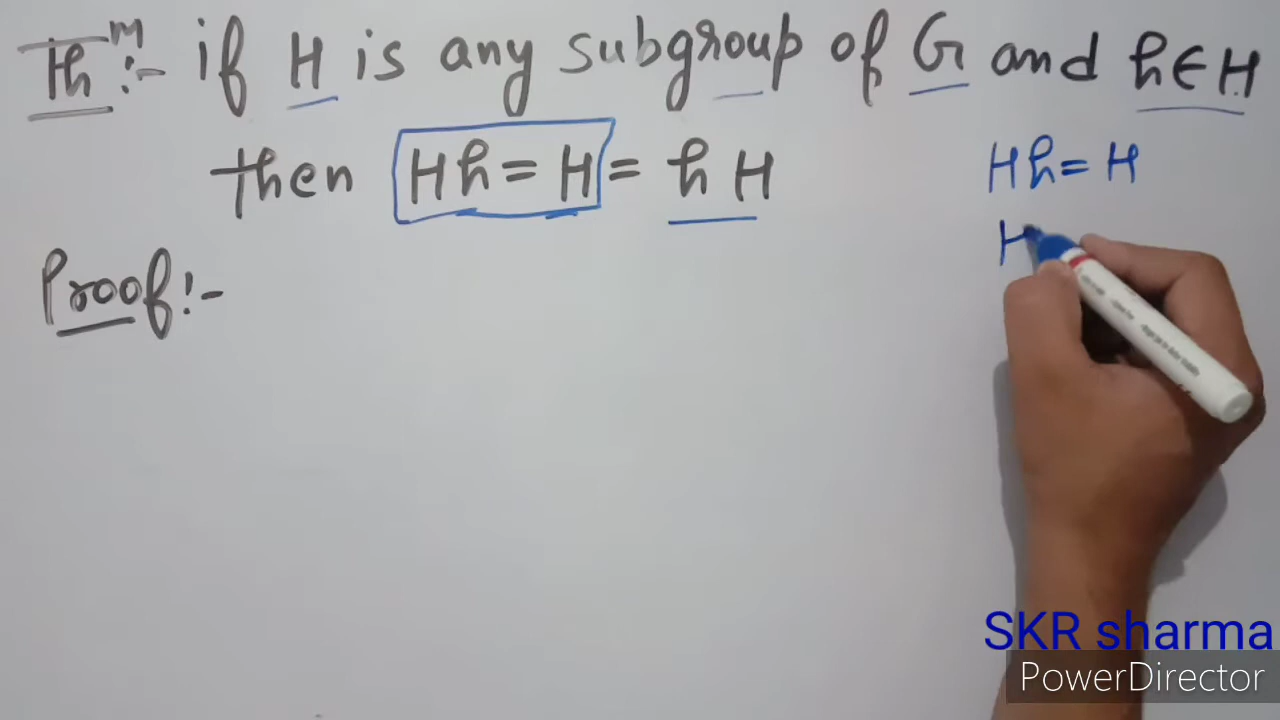 Thm :- if H is any subgroup of G and h∈H
then Hh = H = hH
Hh = H
H
Proof :-
SKR sharma
PowerDirector